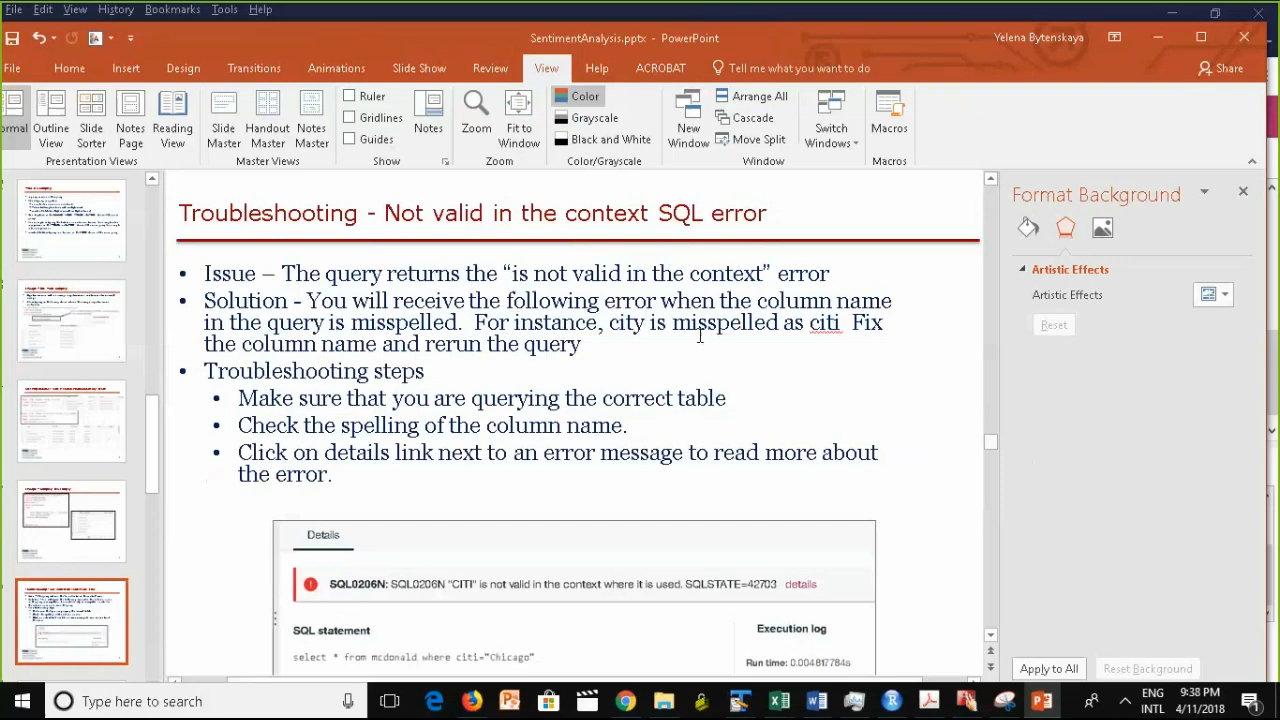 File Edit View History Bookmarks Tools Help
SentimentAnalysis.pptx - PowerPoint
Yelena Bytenskaya
File Home Insert Design Transitions Animations Slide Show Review View Help ACROBAT Tell me what you want to do Share
Outline View
Slide Sorter
Notes Page
Reading View
Presentation Views
Slide Master
Handout Master
Notes Master
Master Views
Ruler
Gridlines
Guides
Show
Notes
Zoom
Fit to Window
Zoom
Color
Grayscale
Black and White
Color/Grayscale
New Window
Arrange All
Cascade
Move Split
Window
Switch Windows
Macros
Macros
Troubleshooting - Not valid in the context SQL error
• Issue – The query returns the “is not valid in the context” error
• Solution - You will receive the following error when the column name
in the query is misspelled. For instance, city is misspelled as citi Fix
the column name and rerun the query
• Troubleshooting steps
• Make sure that you are querying the correct table
• Check the spelling of the column name.
• Click on details link next to an error message to read more about
the error.
Details
SQL0206N: SQL0206N "CITI" is not valid in the context where it is used. SQLSTATE=42703 details
SQL statement
Execution log
select * from mcdonald where citi="Chicago"
Run time: 0.004817784s
Format Background
Artistic Effects
Artistic Effects
Reset
Apply to All
Reset Background
Type here to search
ENG
INTL
9:38 PM
4/11/2018